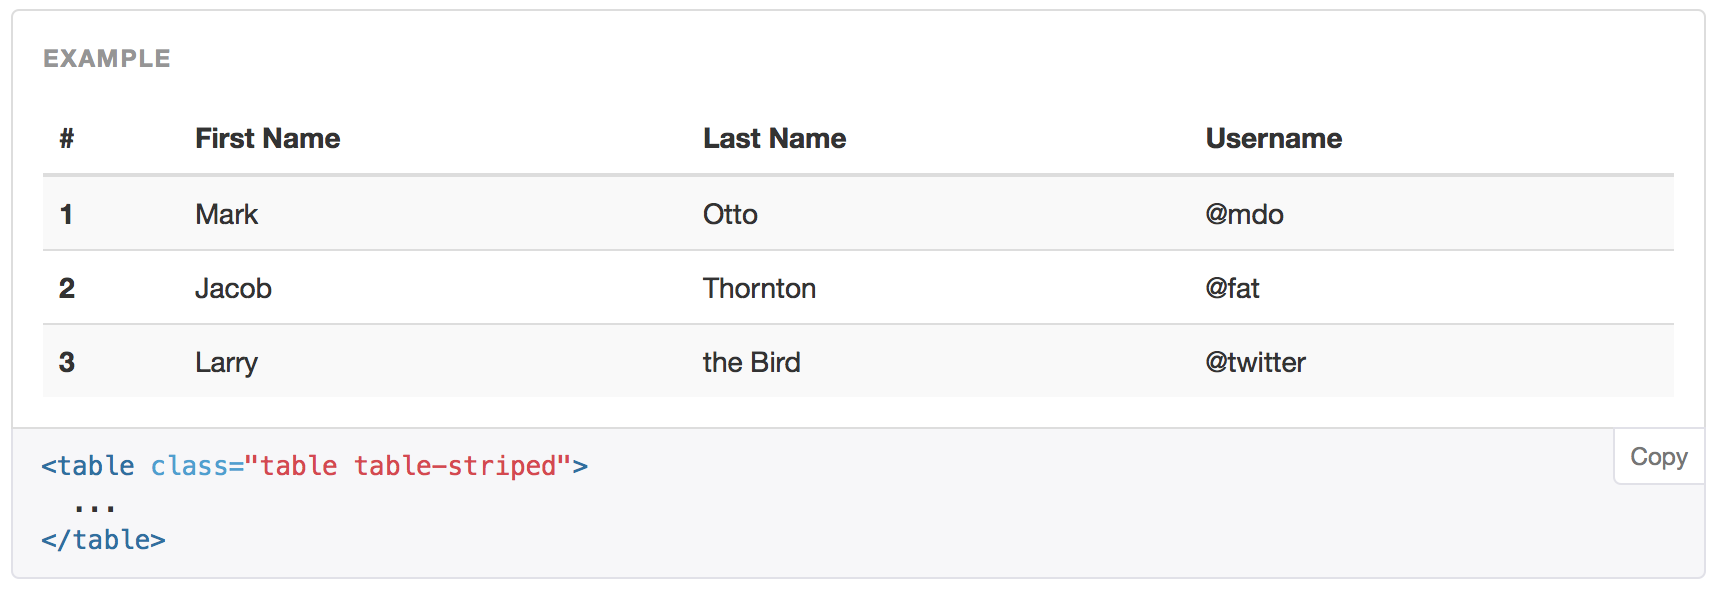 EXAMPLE
# First Name Last Name Username
1 Mark Otto @mdo
2 Jacob Thornton @fat
3 Larry the Bird @twitter
Copy
<table class="table table-striped">
  ...
</table>